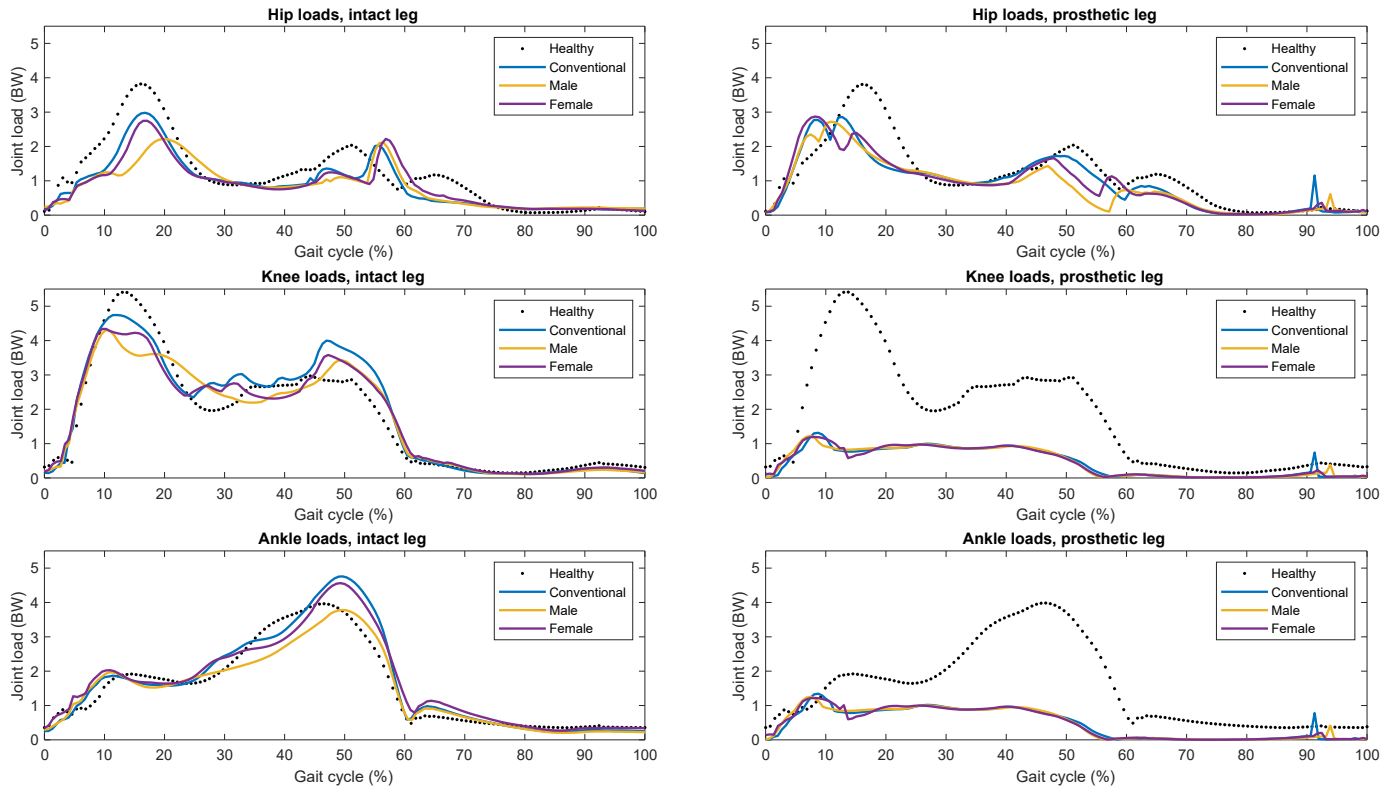 Hip loads, intact leg
Joint load (BW)
5
4
3
2
1
0
Healthy
Conventional
Male
Female
0 10 20 30 40 50 60 70 80 90 100
Gait cycle (%)
Hip loads, prosthetic leg
Joint load (BW)
5
4
3
2
1
0
Healthy
Conventional
Male
Female
0 10 20 30 40 50 60 70 80 90 100
Gait cycle (%)
Knee loads, intact leg
Joint load (BW)
5
4
3
2
1
0
Healthy
Conventional
Male
Female
0 10 20 30 40 50 60 70 80 90 100
Gait cycle (%)
Knee loads, prosthetic leg
Joint load (BW)
5
4
3
2
1
0
Healthy
Conventional
Male
Female
0 10 20 30 40 50 60 70 80 90 100
Gait cycle (%)
Ankle loads, intact leg
Joint load (BW)
5
4
3
2
1
0
Healthy
Conventional
Male
Female
0 10 20 30 40 50 60 70 80 90 100
Gait cycle (%)
Ankle loads, prosthetic leg
Joint load (BW)
5
4
3
2
1
0
Healthy
Conventional
Male
Female
0 10 20 30 40 50 60 70 80 90 100
Gait cycle (%)